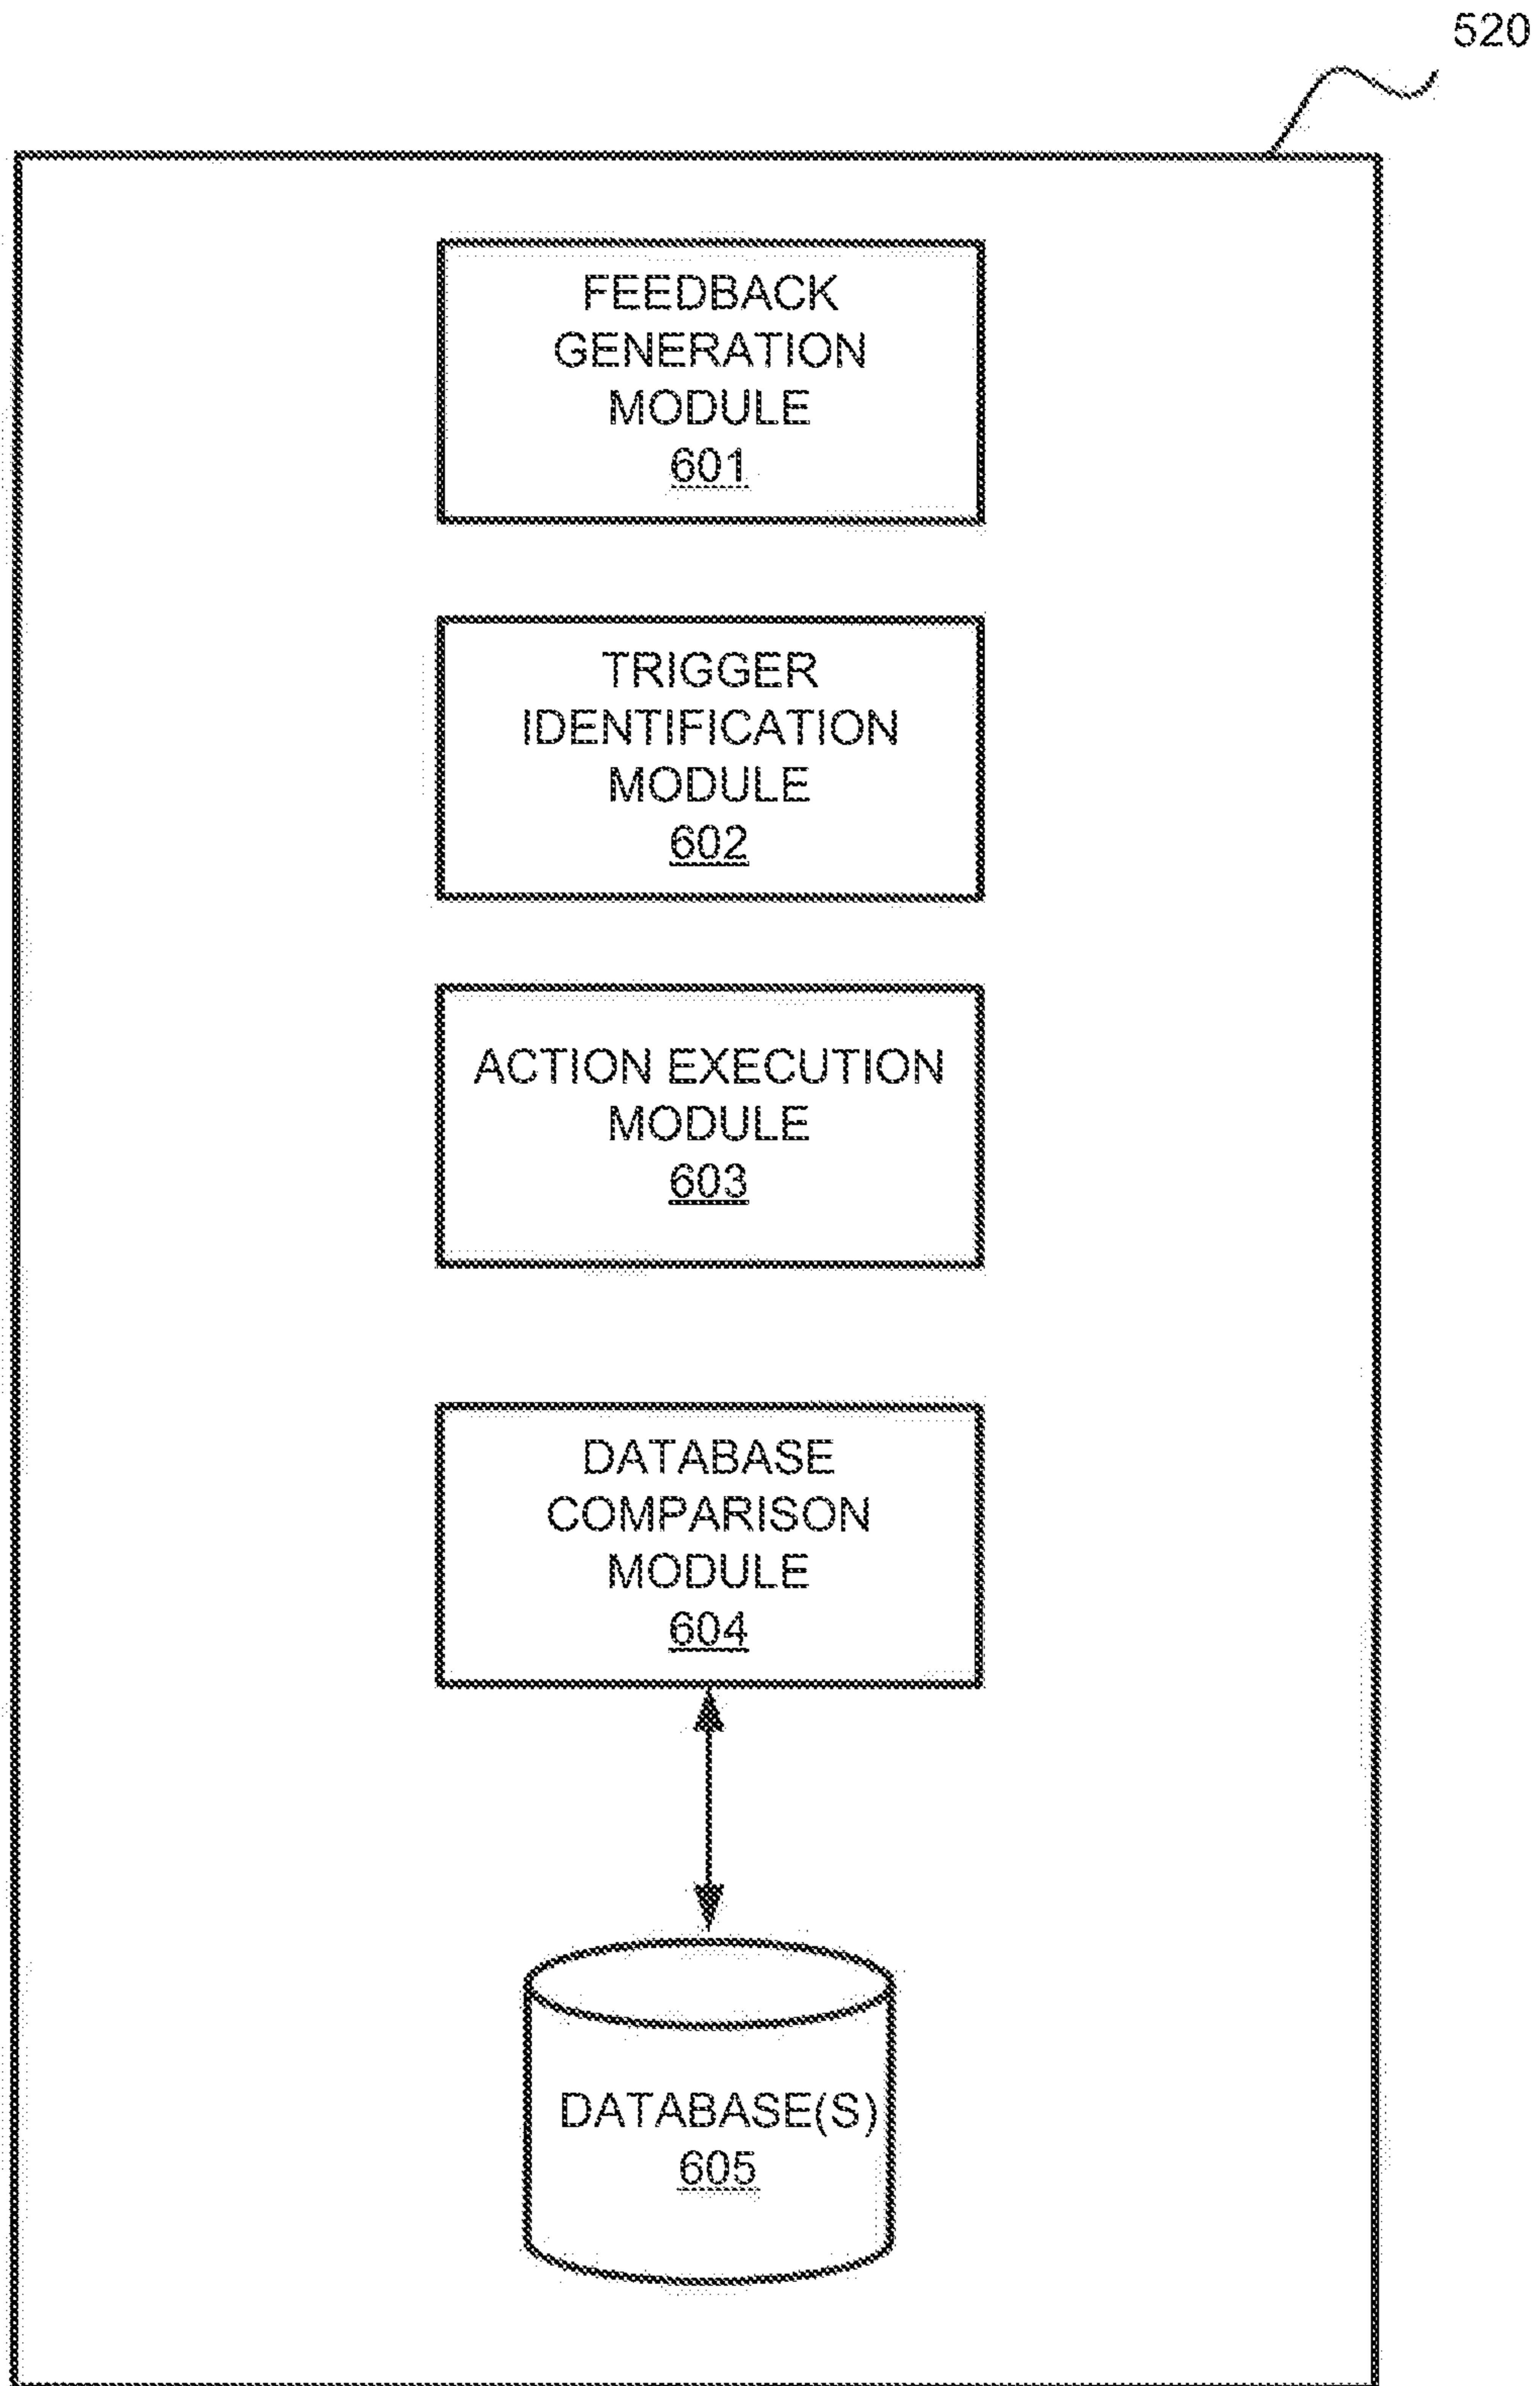 520
FEEDBACK
GENERATION
MODULE
601
TRIGGER
IDENTIFICATION
MODULE
602
ACTION EXECUTION
MODULE
603
DATABASE
COMPARISON
MODULE
604
DATABASE(S)
605